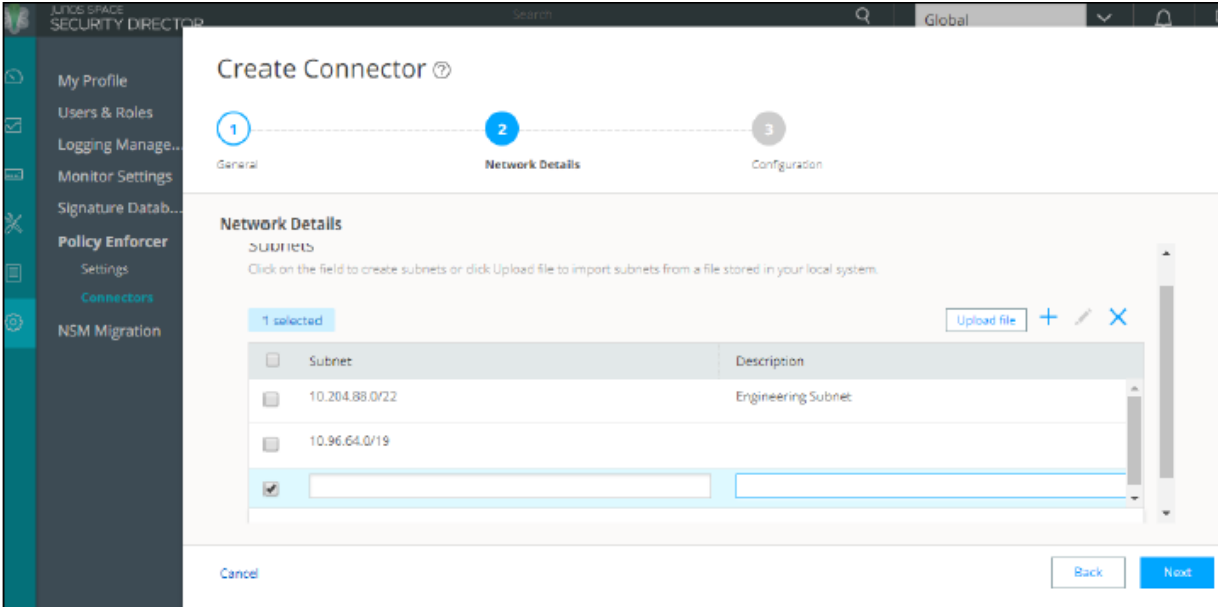 JUNOS SPACE
SECURITY DIRECTOR
Search
Global
My Profile
Users & Roles
Logging Manage...
Monitor Settings
Signature Datab...
Policy Enforcer
Settings
Connectors
NSM Migration
Create Connector ?
1
2
3
General
Network Details
Configuration
Network Details
Subnets
Click on the field to create subnets or click Upload file to import subnets from a file stored in your local system.
1 selected
Upload file
Subnet Description
10.204.88.0/22 Engineering Subnet
10.96.64.0/19
Cancel
Back
Next